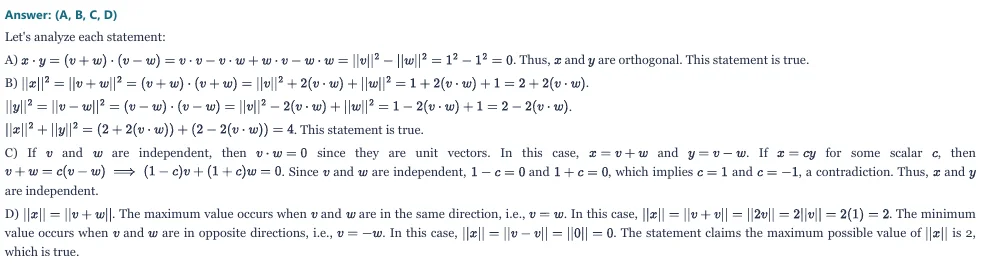 Answer: (A, B, C, D)
Let's analyze each statement:
A) x · y = (v + w) · (v − w) = v · v − v · w + w · v − w · w = ||v||² − ||w||² = 1² − 1² = 0. Thus, x and y are orthogonal. This statement is true.
B) ||x||² = ||v + w||² = (v + w) · (v + w) = ||v||² + 2(v · w) + ||w||² = 1 + 2(v · w) + 1 = 2 + 2(v · w).
||y||² = ||v − w||² = (v − w) · (v − w) = ||v||² − 2(v · w) + ||w||² = 1 − 2(v · w) + 1 = 2 − 2(v · w).
||x||² + ||y||² = (2 + 2(v · w)) + (2 − 2(v · w)) = 4. This statement is true.
C) If v and w are independent, then v · w = 0 since they are unit vectors. In this case, x = v + w and y = v − w. If x = cy for some scalar c, then
v + w = c(v − w) ⟹ (1 − c)v + (1 + c)w = 0. Since v and w are independent, 1 − c = 0 and 1 + c = 0, which implies c = 1 and c = −1, a contradiction. Thus, x and y
are independent.
D) ||x|| = ||v + w||. The maximum value occurs when v and w are in the same direction, i.e., v = w. In this case, ||x|| = ||v + v|| = ||2v|| = 2||v|| = 2(1) = 2. The minimum
value occurs when v and w are in opposite directions, i.e., v = −w. In this case, ||x|| = ||v − v|| = ||0|| = 0. The statement claims the maximum possible value of ||x|| is 2,
which is true.